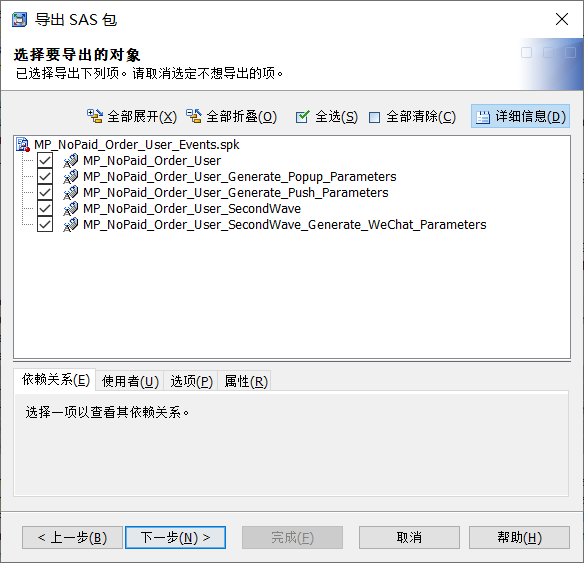 导出 SAS 包
选择要导出的对象
已选择导出下列项。请取消选定不想导出的项。
全部展开(X) 全部折叠(O) 全选(S) 全部清除(C) 详细信息(D)
MP_NoPaid_Order_User_Events.spk
MP_NoPaid_Order_User
MP_NoPaid_Order_User_Generate_Popup_Parameters
MP_NoPaid_Order_User_Generate_Push_Parameters
MP_NoPaid_Order_User_SecondWave
MP_NoPaid_Order_User_SecondWave_Generate_WeChat_Parameters
依赖关系(E) 使用者(U) 选项(P) 属性(R)
选择一项以查看其依赖关系。
< 上一步(B) 下一步(N) > 完成(F) 取消 帮助(H)